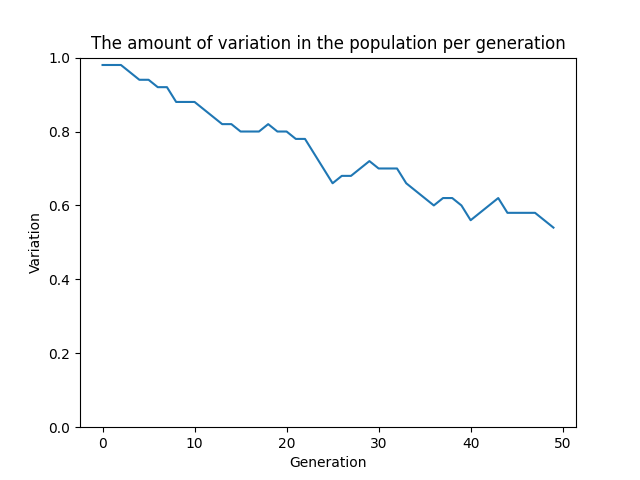 The amount of variation in the population per generation
1.0
0.8
0.6
0.4
0.2
0.0
Variation
0 10 20 30 40 50
Generation